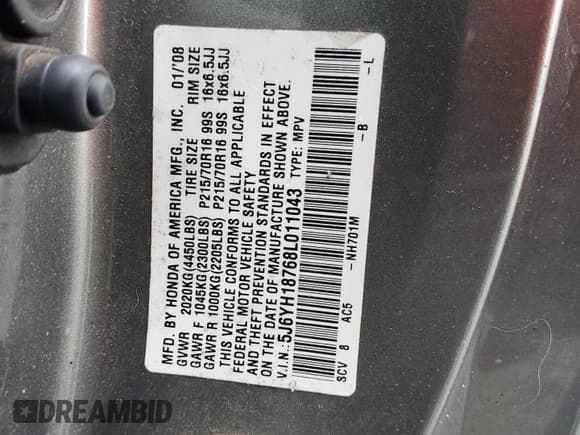 MFD. BY HONDA OF AMERICA MFG., INC. 01/'08
GVWR 2020KG(4450LBS) TIRE SIZE RIM SIZE
GAWR F 1045KG(2300LBS) P215/70R16 99S 16x6.5JJ
GAWR R 1000KG(2205LBS) P215/70R16 99S 16x6.5JJ
THIS VEHICLE CONFORMS TO ALL APPLICABLE
FEDERAL MOTOR VEHICLE SAFETY
AND THEFT PREVENTION STANDARDS IN EFFECT
ON THE DATE OF MANUFACTURE SHOWN ABOVE.
V.I.N.:5J6YH18768L011043 TYPE: MPV
SCV 8 AC5 -NH701M -B -L
DREAMBID